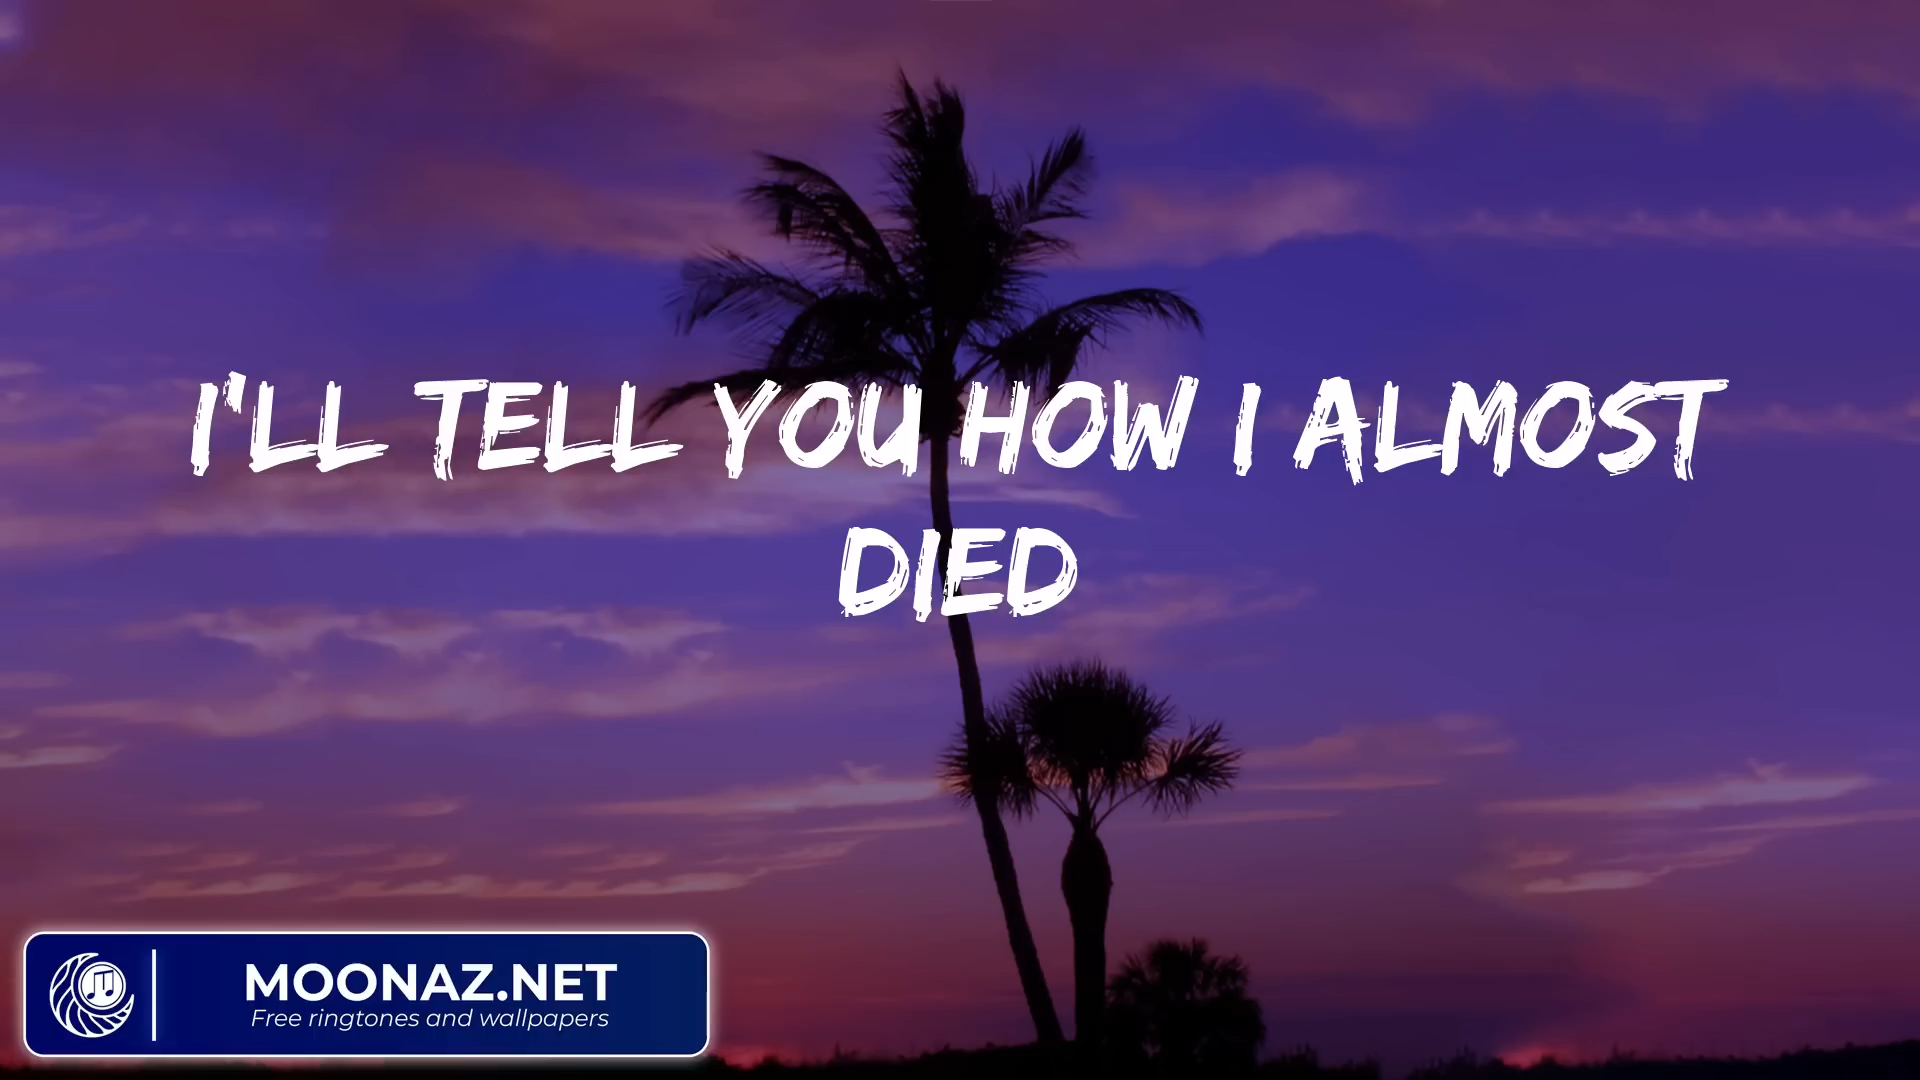 I'LL TELL YOU HOW I ALMOST
DIED
MOONAZ.NET
Free ringtones and wallpapers